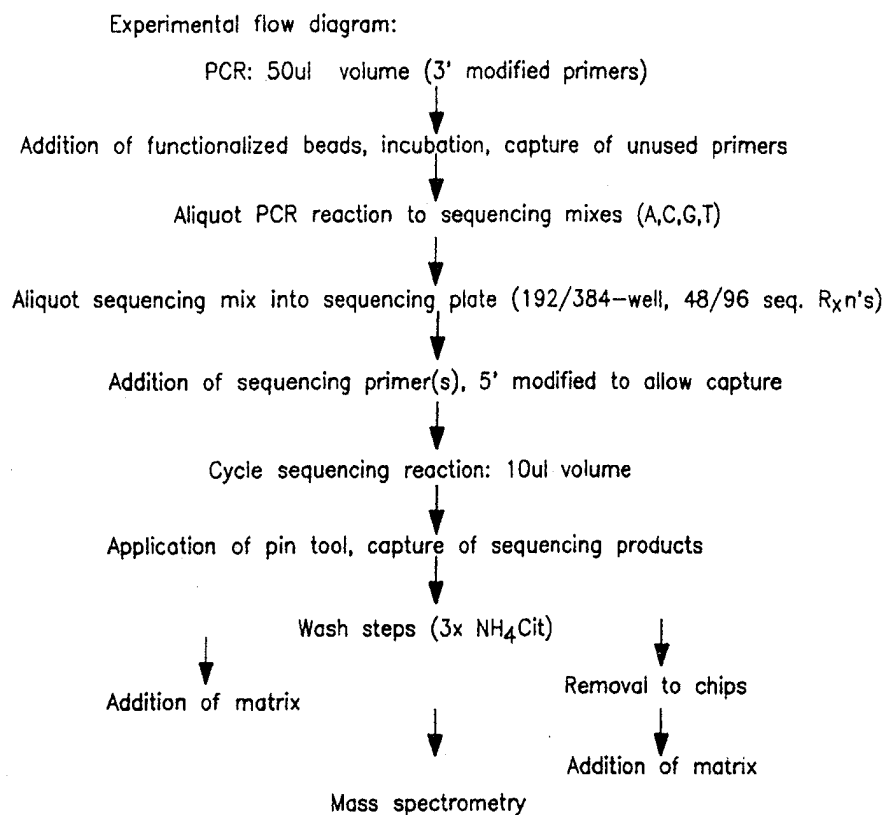 Experimental flow diagram:
PCR: 50ul volume (3' modified primers)
Addition of functionalized beads, incubation, capture of unused primers
Aliquot PCR reaction to sequencing mixes (A,C,G,T)
Aliquot sequencing mix into sequencing plate (192/384-well, 48/96 seq. RXn's)
Addition of sequencing primer(s), 5' modified to allow capture
Cycle sequencing reaction: 10ul volume
Application of pin tool, capture of sequencing products
Wash steps (3x NH4Cit)
Addition of matrix
Removal to chips
Addition of matrix
Mass spectrometry